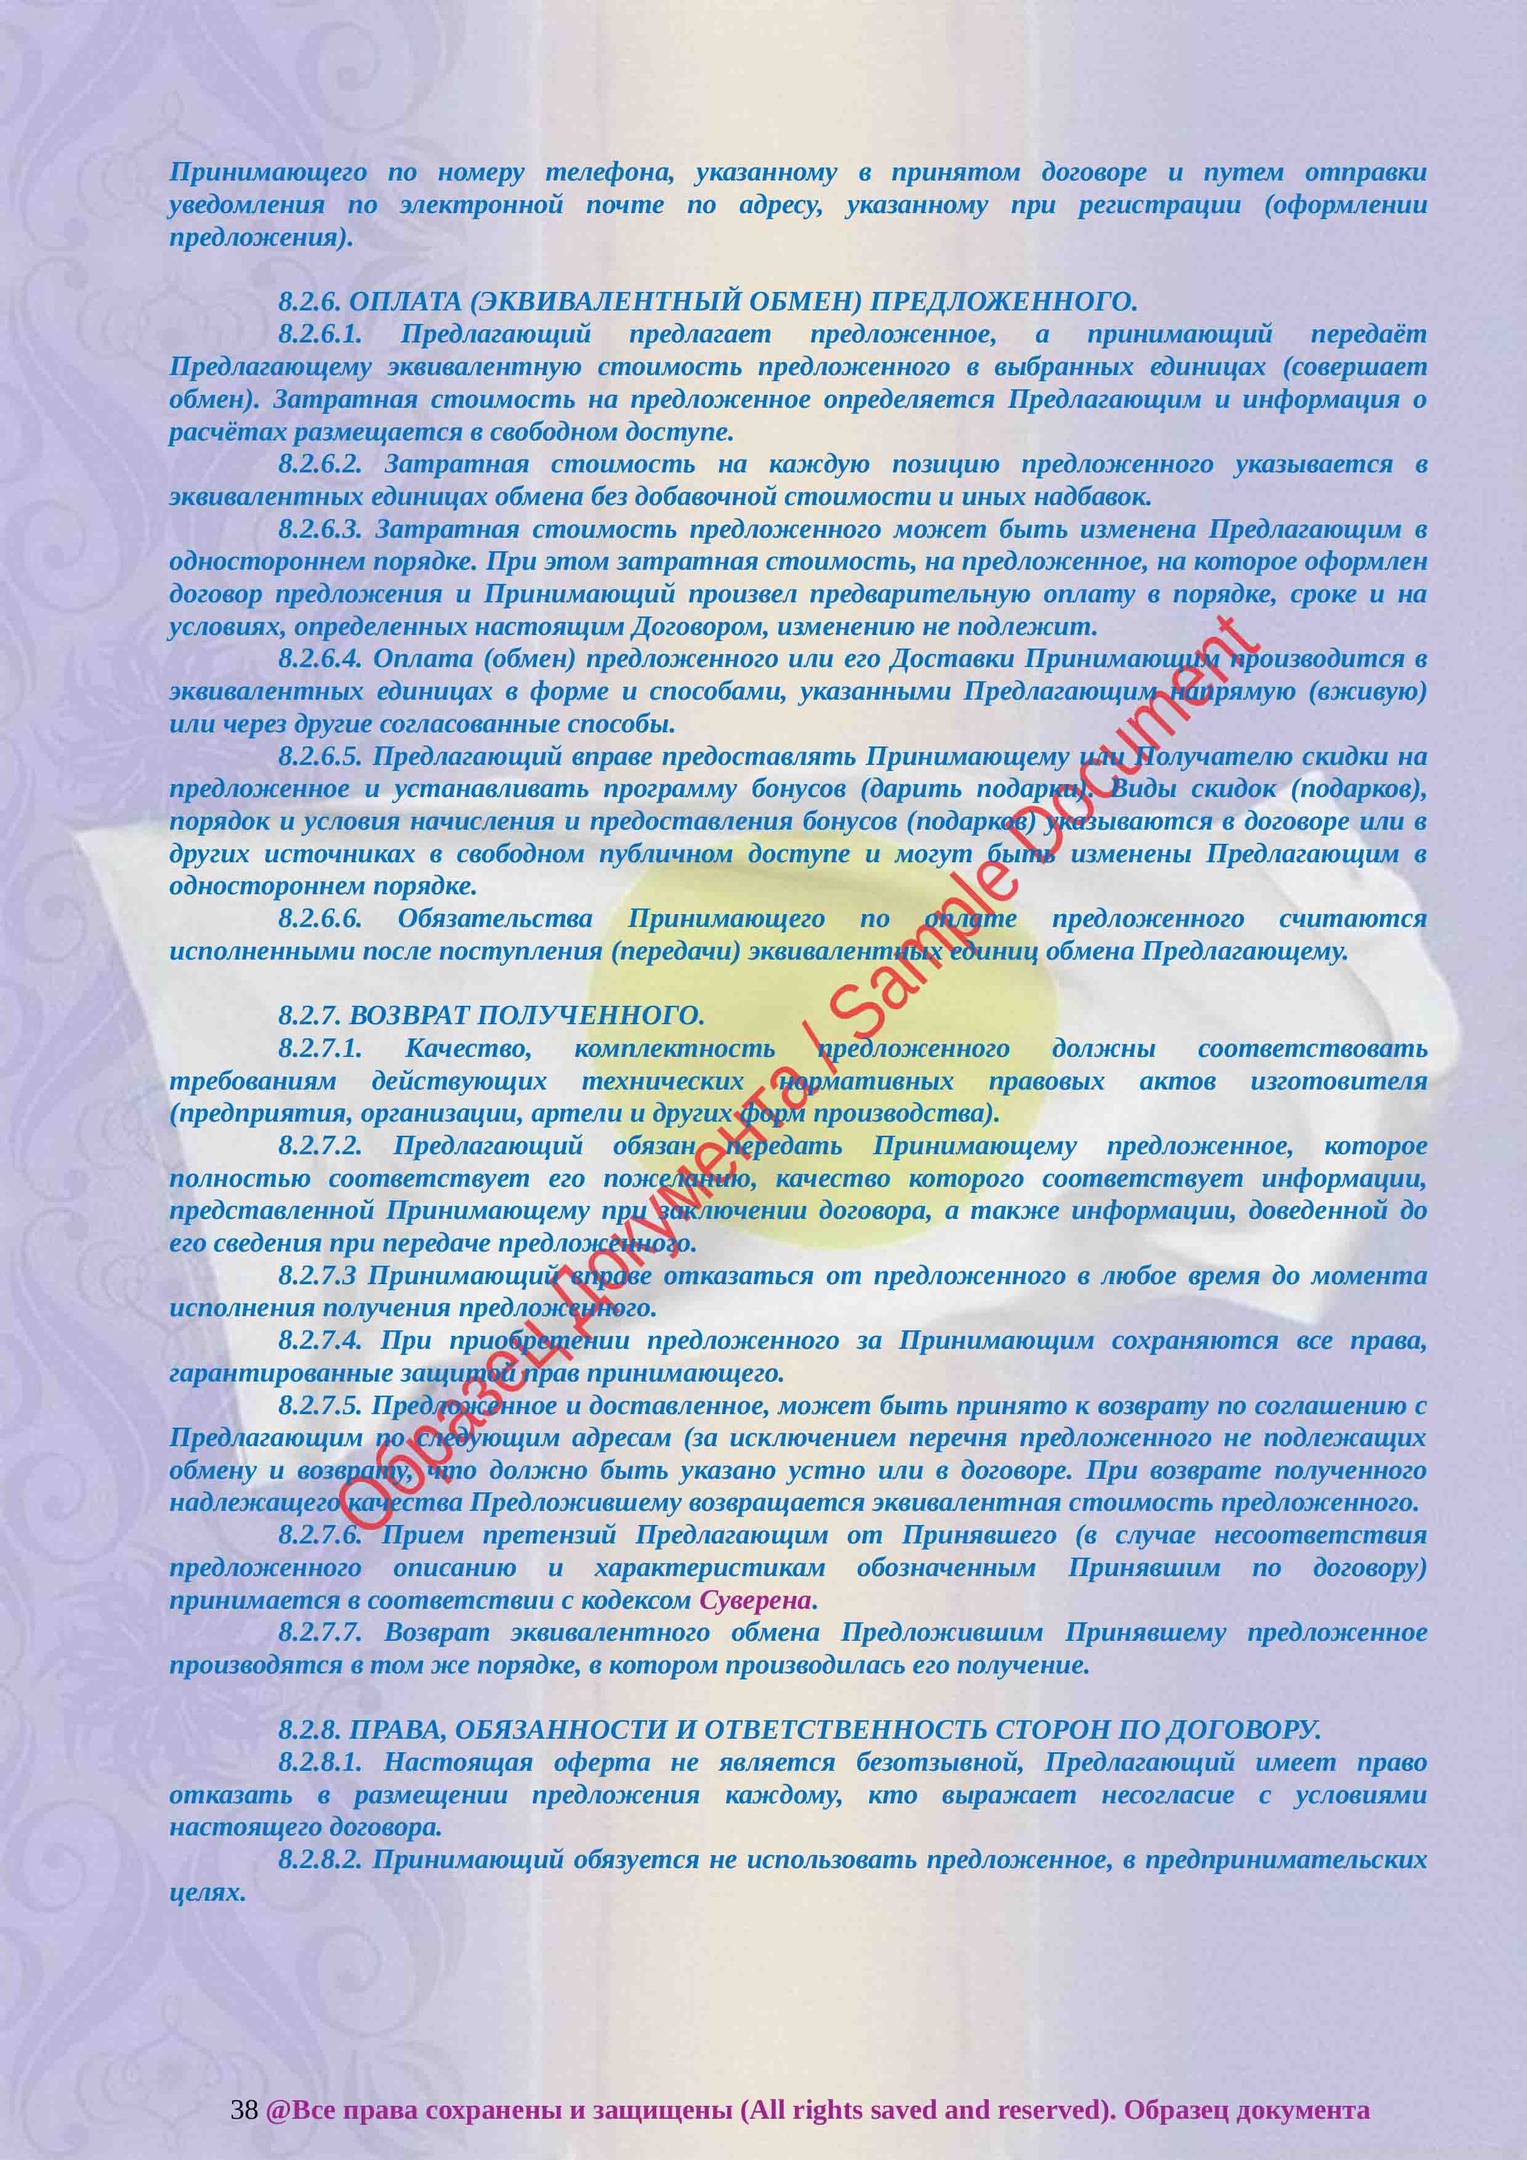 Принимающего по номеру телефона, указанному в принятом договоре и путем отправки
уведомления по электронной почте по адресу, указанному при регистрации (оформлении
предложения).
8.2.6. ОПЛАТА (ЭКВИВАЛЕНТНЫЙ ОБМЕН) ПРЕДЛОЖЕННОГО.
8.2.6.1. Предлагающий предлагает предложенное, а принимающий передаёт
Предлагающему эквивалентную стоимость предложенного в выбранных единицах (совершает
обмен). Затратная стоимость на предложенное определяется Предлагающим и информация о
расчётах размещается в свободном доступе.
8.2.6.2. Затратная стоимость на каждую позицию предложенного указывается в
эквивалентных единицах обмена без добавочной стоимости и иных надбавок.
8.2.6.3. Затратная стоимость предложенного может быть изменена Предлагающим в
одностороннем порядке. При этом затратная стоимость, на предложенное, на которое оформлен
договор предложения и Принимающий произвел предварительную оплату в порядке, сроке и на
условиях, определенных настоящим Договором, изменению не подлежит.
8.2.6.4. Оплата (обмен) предложенного или его Доставки Принимающим производится в
эквивалентных единицах в форме и способами, указанными Предлагающим напрямую (вживую)
или через другие согласованные способы.
8.2.6.5. Предлагающий вправе предоставлять Принимающему или Получателю скидки на
предложенное и устанавливать программу бонусов (дарить подарки). Виды скидок (подарков),
порядок и условия начисления и предоставления бонусов (подарков) указываются в договоре или в
других источниках в свободном публичном доступе и могут быть изменены Предлагающим в
одностороннем порядке.
8.2.6.6. Обязательства Принимающего по оплате предложенного считаются
исполненными после поступления (передачи) эквивалентных единиц обмена Предлагающему.
8.2.7. ВОЗВРАТ ПОЛУЧЕННОГО.
8.2.7.1. Качество, комплектность предложенного должны соответствовать
требованиям действующих технических нормативных правовых актов изготовителя
(предприятия, организации, артели и других форм производства).
8.2.7.2. Предлагающий обязан передать Принимающему предложенное, которое
полностью соответствует его пожеланию, качество которого соответствует информации,
представленной Принимающему при заключении договора, а также информации, доведенной до
его сведения при передаче предложенного.
8.2.7.3 Принимающий вправе отказаться от предложенного в любое время до момента
исполнения получения предложенного.
8.2.7.4. При приобретении предложенного за Принимающим сохраняются все права,
гарантированные защитой прав принимающего.
8.2.7.5. Предложенное и доставленное, может быть принято к возврату по соглашению с
Предлагающим по следующим адресам (за исключением перечня предложенного не подлежащих
обмену и возврату, что должно быть указано устно или в договоре. При возврате полученного
надлежащего качества Предложившему возвращается эквивалентная стоимость предложенного.
8.2.7.6. Прием претензий Предлагающим от Принявшего (в случае несоответствия
предложенного описанию и характеристикам обозначенным Принявшим по договору)
принимается в соответствии с кодексом Суверена.
8.2.7.7. Возврат эквивалентного обмена Предложившим Принявшему предложенное
производятся в том же порядке, в котором производилась его получение.
8.2.8. ПРАВА, ОБЯЗАННОСТИ И ОТВЕТСТВЕННОСТЬ СТОРОН ПО ДОГОВОРУ.
8.2.8.1. Настоящая оферта не является безотзывной, Предлагающий имеет право
отказать в размещении предложения каждому, кто выражает несогласие с условиями
настоящего договора.
8.2.8.2. Принимающий обязуется не использовать предложенное, в предпринимательских
целях.
Образец Документа / Sample Document
38 @Все права сохранены и защищены (All rights saved and reserved). Образец документа